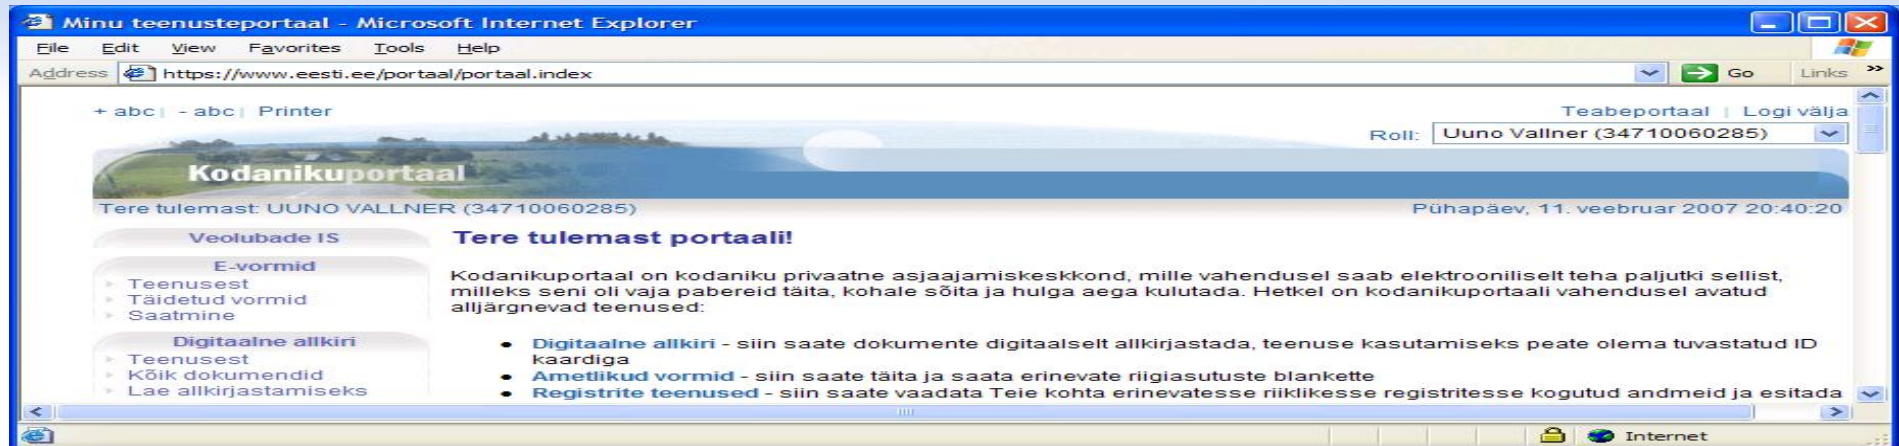 Minu teenusteportaal - Microsoft Internet Explorer
File Edit View Favorites Tools Help
Address https://www.eesti.ee/portaal/portaal.index Go Links »
+ abc | - abc | Printer
Teabeportaal | Logi välja
Roll: Uuno Vallner (34710060285)
Kodanikuportaal
Tere tulemast: UUNO VALLNER (34710060285)
Pühapäev, 11. veebruar 2007 20:40:20
Veolubade IS
E-vormid
Teenusest
Täidetud vormid
Saatmine
Digitaalne allkiri
Teenusest
Kõik dokumendid
Lae allkirjastamiseks
Tere tulemast portaali!
Kodanikuportaal on kodaniku privaatne asjaajamiskeskkond, mille vahendusel saab elektrooniliselt teha paljutki sellist,
milleks seni oli vaja pabereid täita, kohale sõita ja hulga aega kulutada. Hetkel on kodanikuportaali vahendusel avatud
alljärgnevad teenused:
• Digitaalne allkiri - siin saate dokumente digitaalselt allkirjastada, teenuse kasutamiseks peate olema tuvastatud ID
kaardiga
• Ametlikud vormid - siin saate täita ja saata erinevate riigiasutuste blankette
• Registrite teenused - siin saate vaadata Teie kohta erinevatesse riiklikesse registritesse kogutud andmeid ja esitada
Internet